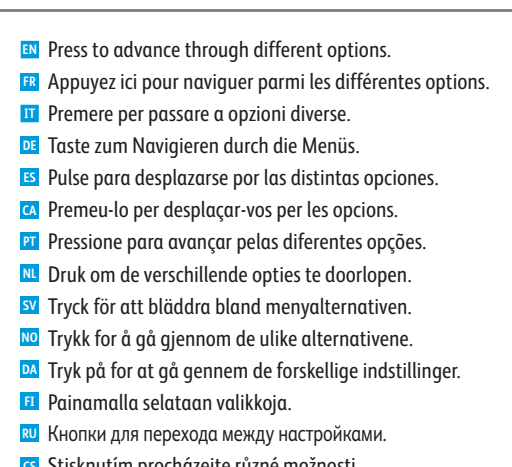 EN Press to advance through different options.
FR Appuyez ici pour naviguer parmi les différentes options.
IT Premere per passare a opzioni diverse.
DE Taste zum Navigieren durch die Menüs.
ES Pulse para desplazarse por las distintas opciones.
CA Premeu-lo per desplaçar-vos per les opcions.
PT Pressione para avançar pelas diferentes opções.
NL Druk om de verschillende opties te doorlopen.
SV Tryck för att bläddra bland menyalternativen.
NO Trykk for å gå gjennom de ulike alternativene.
DA Tryk på for at gå gennem de forskellige indstillinger.
FI Painamalla selataan valikkoja.
RU Кнопки для перехода между настройками.
CS Stisknutím procházejte různé možnosti.